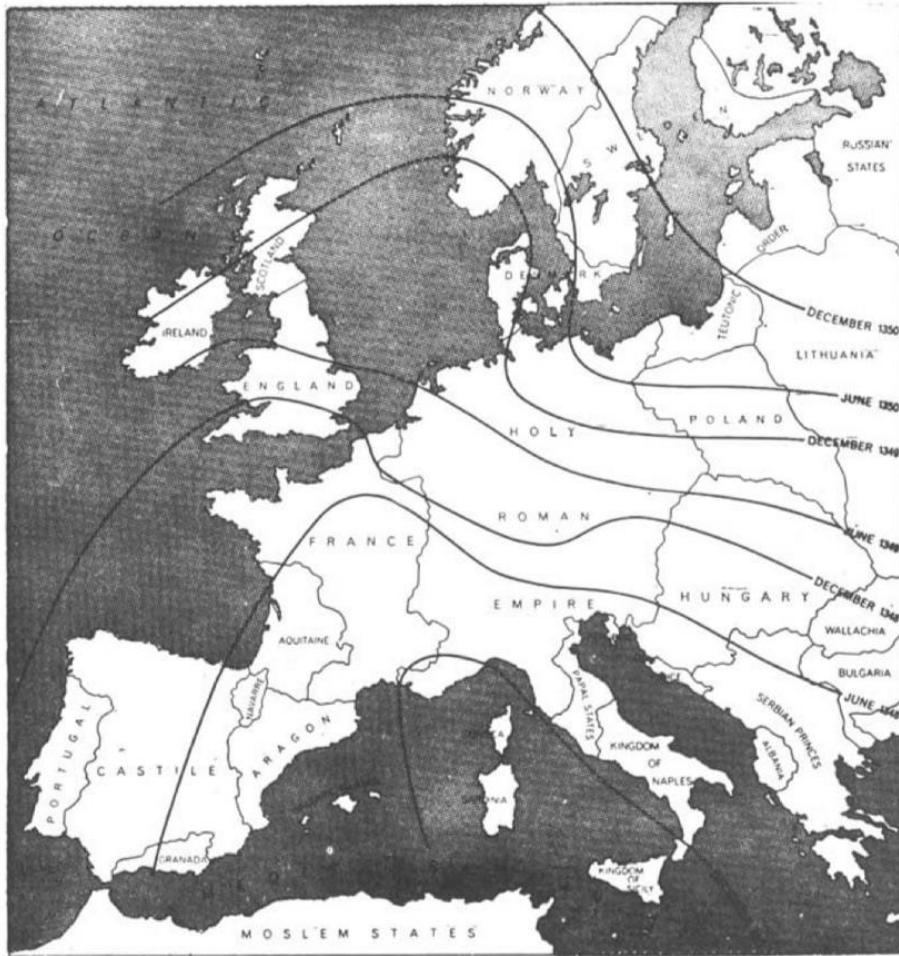 ATLANTIC
OCEAN
NORWAY
RUSSIAN
STATES
SCOTLAND
DENMARK
ORDER
TEUTONIC
DECEMBER 1350
IRELAND
LITHUANIA
ENGLAND
JUNE 1350
POLAND
HOLY
DECEMBER 1349
ROMAN
JUNE 1349
FRANCE
DECEMBER 1348
HUNGARY
EMPIRE
WALLACHIA
AQUITAINE
BULGARIA
JUNE 1348
NAVARRE
PAPAL STATES
SERBIAN PRINCES
PORTUGAL
ARAGON
CASTILE
KINGDOM
OF
NAPLES
ALBANIA
GRANADA
KINGDOM
OF
SICILY
MOSLEM STATES